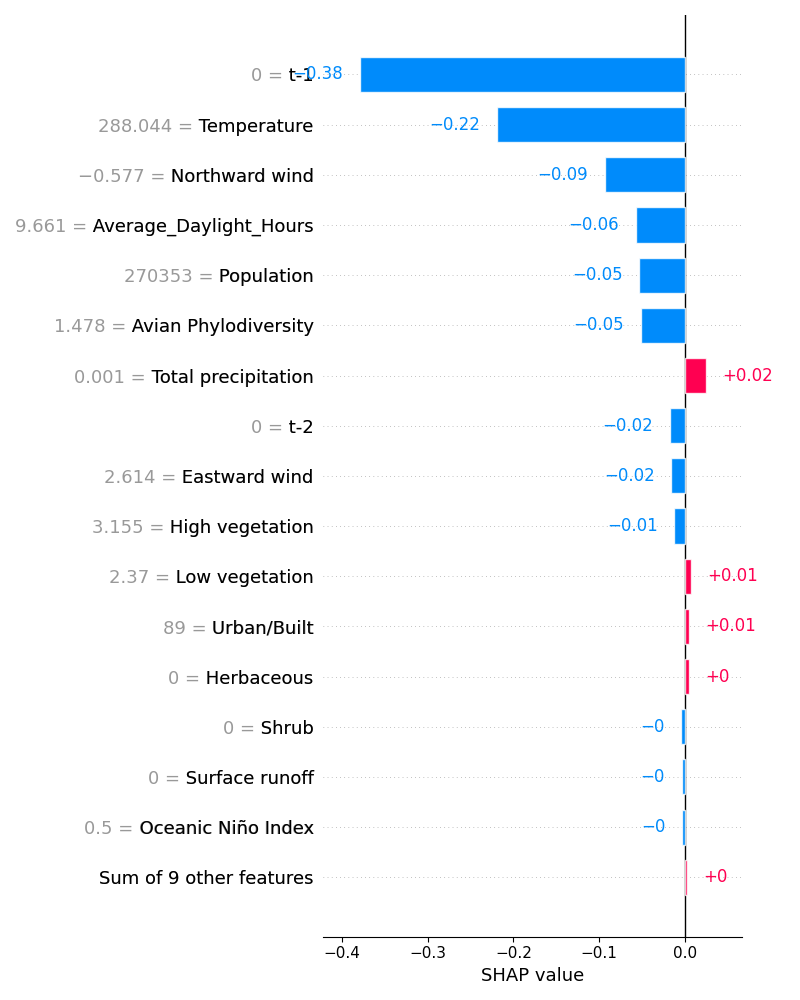 0 = t-1 −0.38
288.044 = Temperature −0.22
−0.577 = Northward wind −0.09
9.661 = Average_Daylight_Hours −0.06
270353 = Population −0.05
1.478 = Avian Phylodiversity −0.05
0.001 = Total precipitation +0.02
0 = t-2 −0.02
2.614 = Eastward wind −0.02
3.155 = High vegetation −0.01
2.37 = Low vegetation +0.01
89 = Urban/Built +0.01
0 = Herbaceous +0
0 = Shrub −0
0 = Surface runoff −0
0.5 = Oceanic Niño Index −0
Sum of 9 other features +0
−0.4 −0.3 −0.2 −0.1 0.0
SHAP value